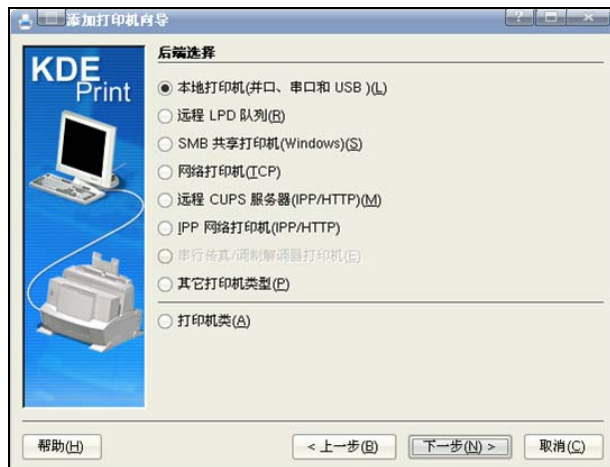 添加打印机向导
后端选择
KDE
Print
本地打印机(并口、串口和 USB )(L)
远程 LPD 队列(R)
SMB 共享打印机(Windows)(S)
网络打印机(TCP)
远程 CUPS 服务器(IPP/HTTP)(M)
IPP 网络打印机(IPP/HTTP)
串行传真/调制解调器打印机(E)
其它打印机类型(P)
打印机类(A)
帮助(H)
< 上一步(B)
下一步(N) >
取消(C)